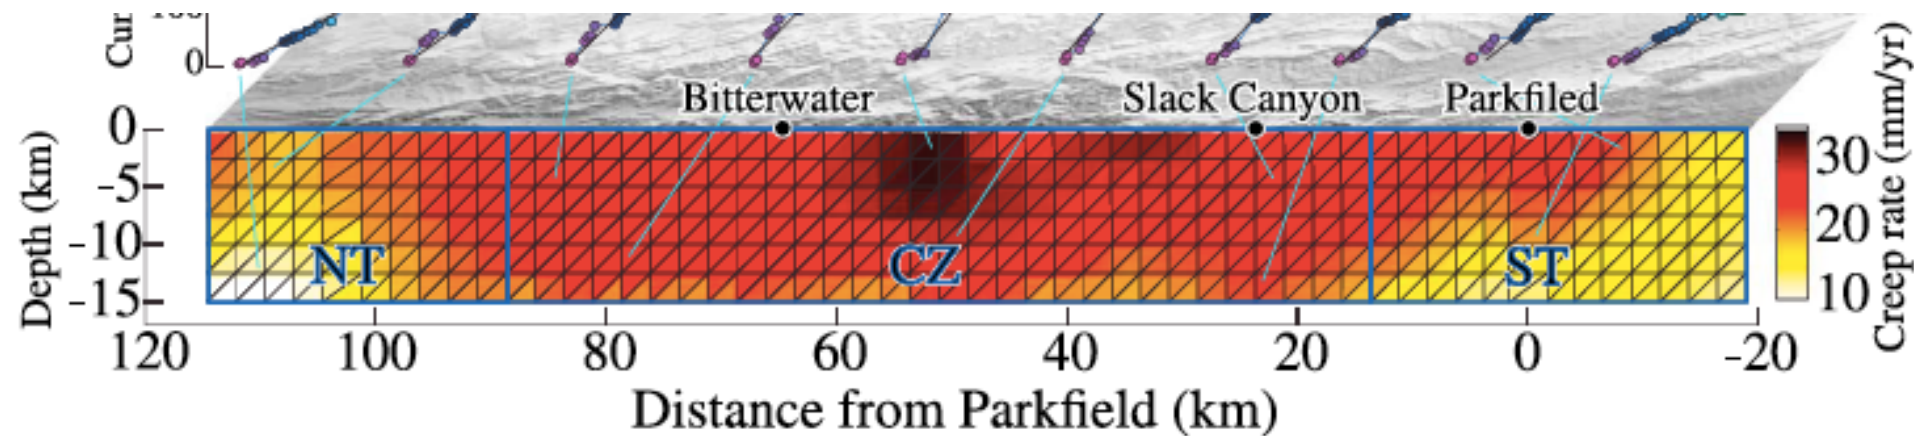 Cur
0
Bitterwater
Slack Canyon
Parkfiled
0
-5
-10
-15
Depth (km)
NT
CZ
ST
30
20
10
Creep rate (mm/yr)
120 100 80 60 40 20 0 -20
Distance from Parkfield (km)